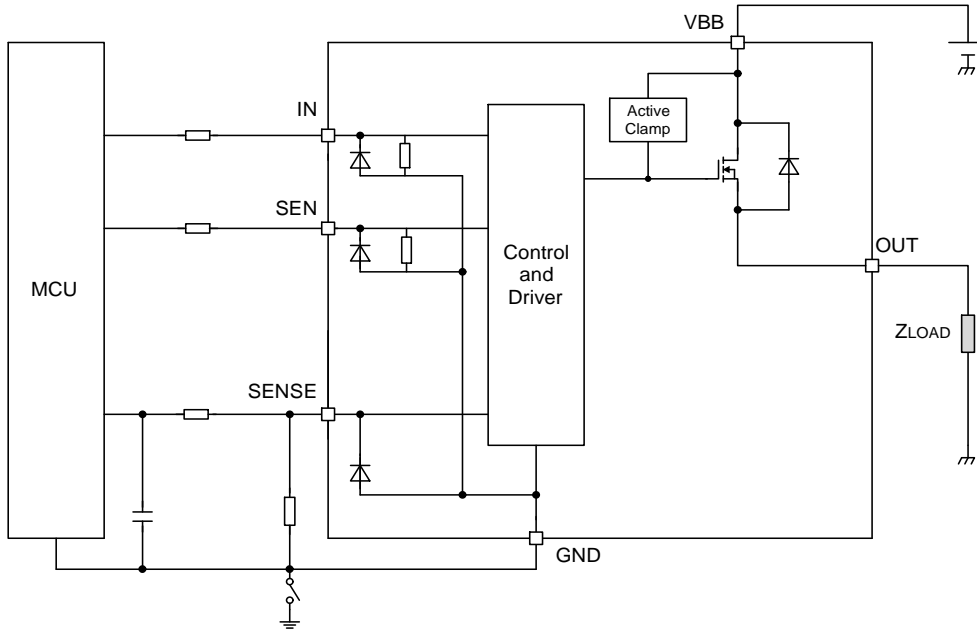 VBB
IN
Active
Clamp
SEN
OUT
Control
and
Driver
MCU
ZLOAD
SENSE
GND